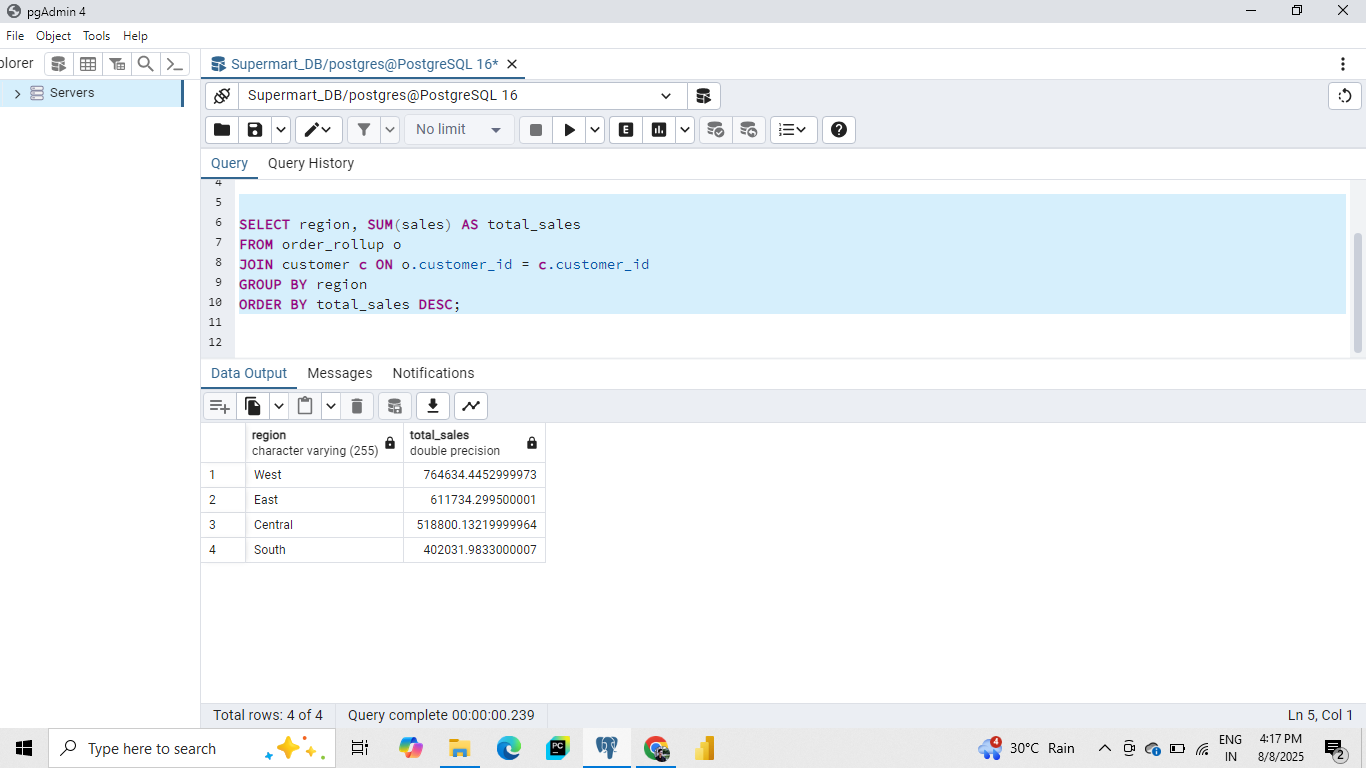 pgAdmin 4
File Object Tools Help
plorer
Supermart_DB/postgres@PostgreSQL 16*
Servers
Supermart_DB/postgres@PostgreSQL 16
No limit
E
Query Query History
4
5
6 SELECT region, SUM(sales) AS total_sales
7 FROM order_rollup o
8 JOIN customer c ON o.customer_id = c.customer_id
9 GROUP BY region
10 ORDER BY total_sales DESC;
11
12
Data Output Messages Notifications
region total_sales
character varying (255) double precision
1 West 764634.4452999973
2 East 611734.299500001
3 Central 518800.13219999964
4 South 402031.9833000007
Total rows: 4 of 4 Query complete 00:00:00.239 Ln 5, Col 1
Type here to search PC 4 30°C Rain ENG 4:17 PM
IN 8/8/2025 2